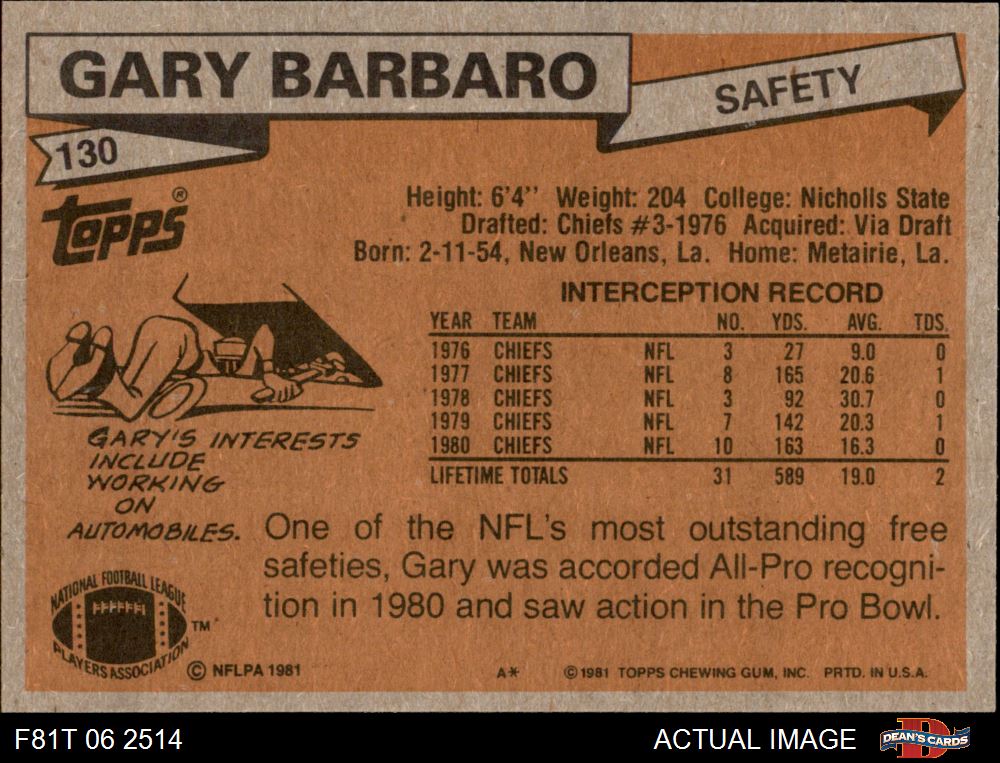 GARY BARBARO
SAFETY
130
TOPPS®
Height: 6'4'' Weight: 204 College: Nicholls State
Drafted: Chiefs #3-1976 Acquired: Via Draft
Born: 2-11-54, New Orleans, La. Home: Metairie, La.
INTERCEPTION RECORD
YEAR TEAM NO. YDS. AVG. TDS.
1976 CHIEFS NFL 3 27 9.0 0
1977 CHIEFS NFL 8 165 20.6 1
1978 CHIEFS NFL 3 92 30.7 0
1979 CHIEFS NFL 7 142 20.3 1
1980 CHIEFS NFL 10 163 16.3 0
LIFETIME TOTALS 31 589 19.0 2
GARY'S INTERESTS
INCLUDE
WORKING
ON
AUTOMOBILES.
One of the NFL's most outstanding free
safeties, Gary was accorded All-Pro recogni-
tion in 1980 and saw action in the Pro Bowl.
NATIONAL FOOTBALL LEAGUE
PLAYERS ASSOCIATION
TM
© NFLPA 1981
A*
© 1981 TOPPS CHEWING GUM, INC. PRTD. IN U.S.A.
F81T 06 2514
ACTUAL IMAGE
D
DEAN'S CARDS